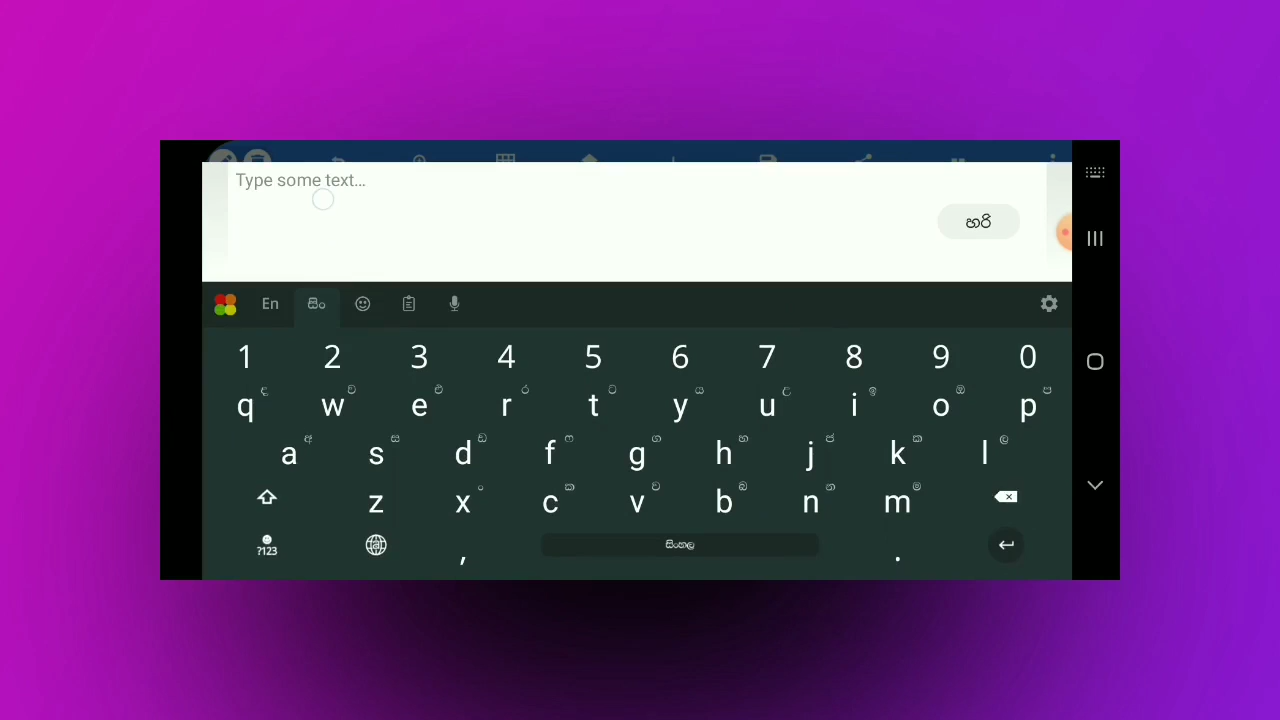 Type some text...
හරි
En සිං
1 2 3 4 5 6 7 8 9 0
q ද w ව e එ r ර t ට y ය u උ i ඉ o ඔ p ප
a අ s ස d ඩ f ෆ g ග h හ j ජ k ක l ල
z x ං c ක v ව b බ n න m ම
?123 , සිංහල .